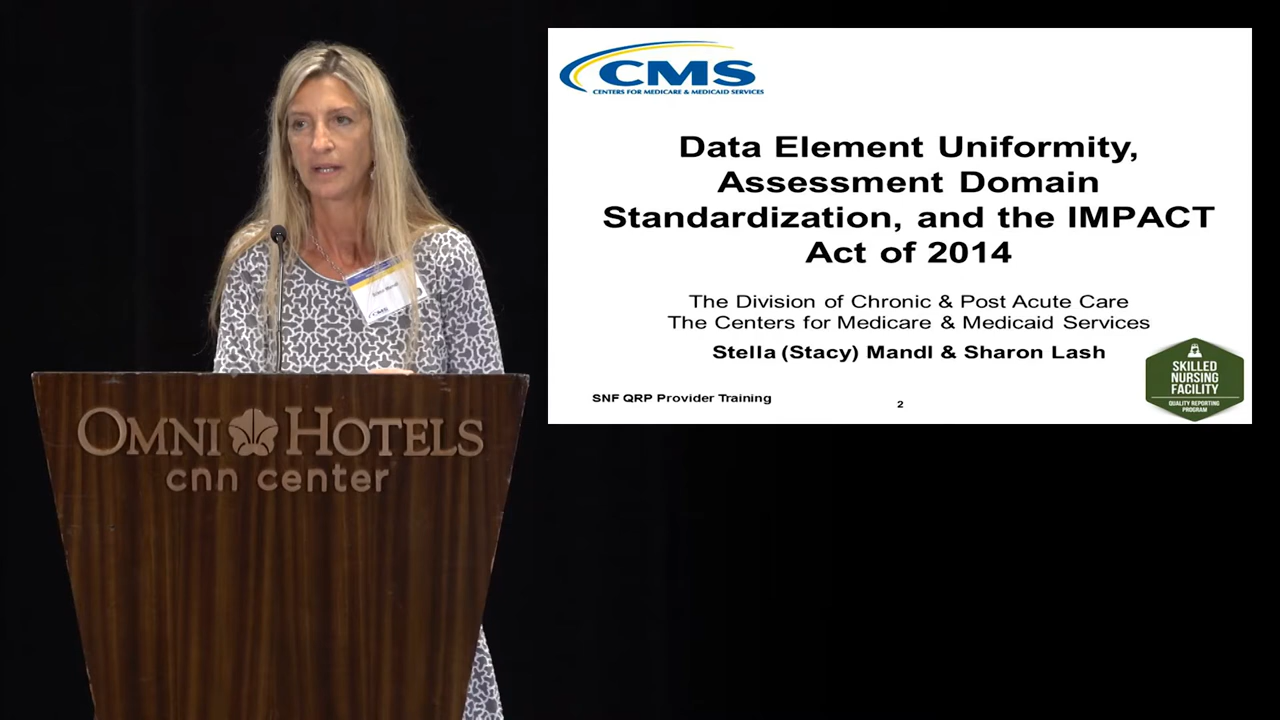 CMS
CENTERS FOR MEDICARE & MEDICAID SERVICES
Data Element Uniformity,
Assessment Domain
Standardization, and the IMPACT
Act of 2014
The Division of Chronic & Post Acute Care
The Centers for Medicare & Medicaid Services
Stella (Stacy) Mandl & Sharon Lash
SKILLED
NURSING
FACILITY
QUALITY REPORTING
PROGRAM
SNF QRP Provider Training
2
CMS
OMNI HOTELS
cnn center